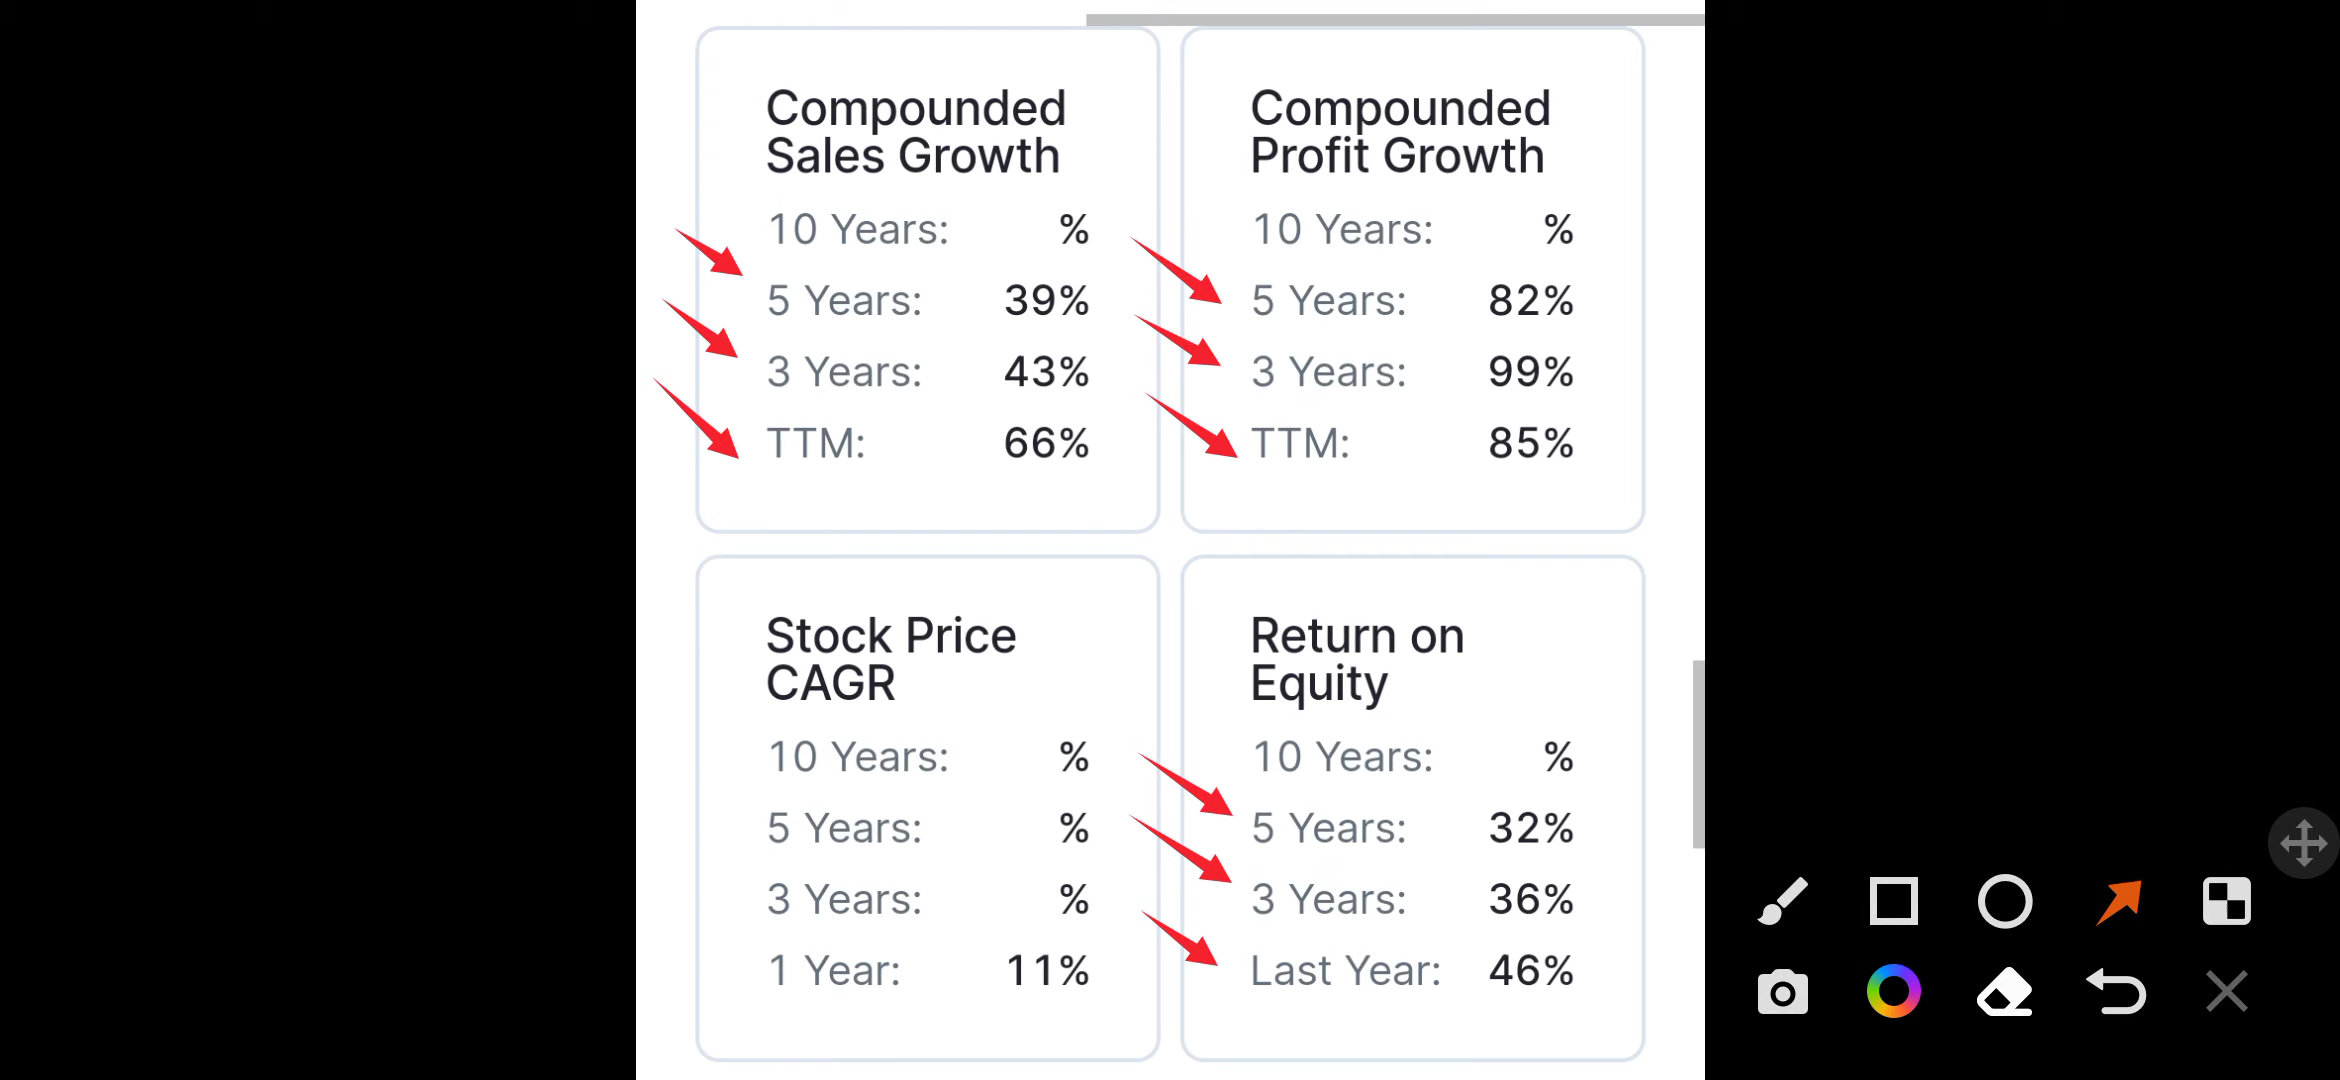 Compounded
Sales Growth
10 Years: %
5 Years: 39%
3 Years: 43%
TTM: 66%
Compounded
Profit Growth
10 Years: %
5 Years: 82%
3 Years: 99%
TTM: 85%
Stock Price
CAGR
10 Years: %
5 Years: %
3 Years: %
1 Year: 11%
Return on
Equity
10 Years: %
5 Years: 32%
3 Years: 36%
Last Year: 46%